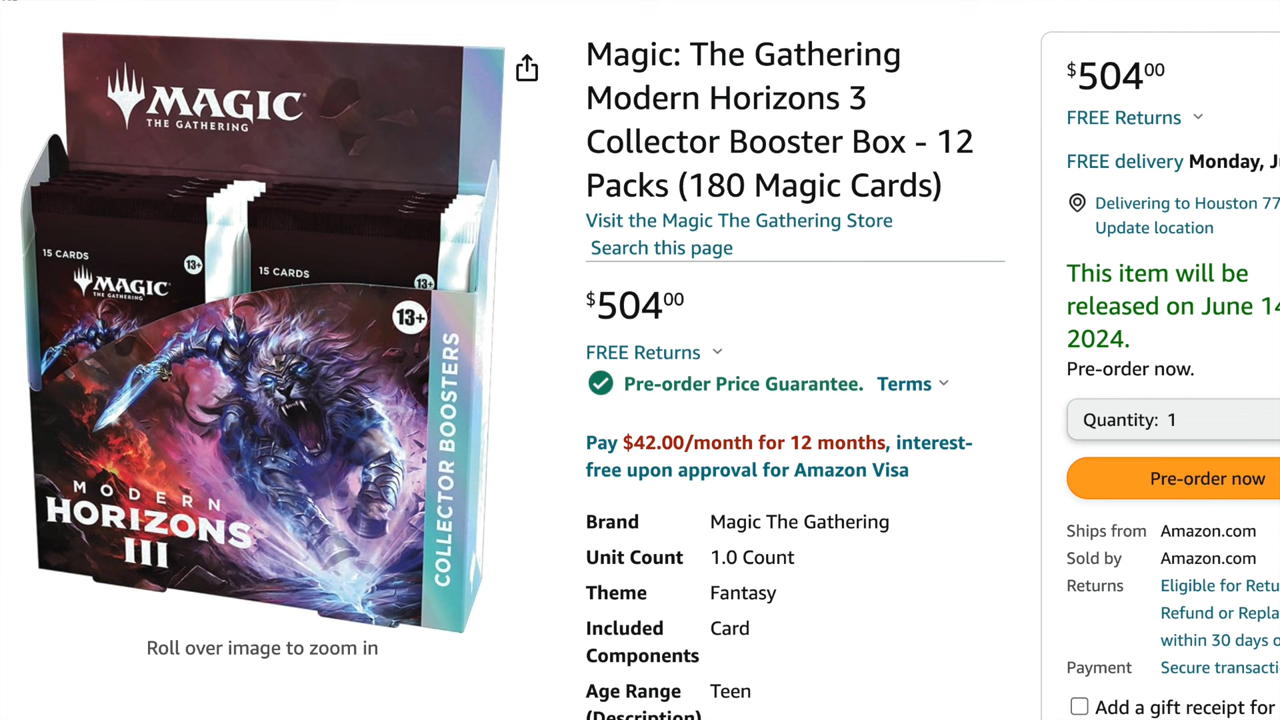 MAGIC
THE GATHERING
15 CARDS
13+
15 CARDS
13+
MAGIC
THE GATHERING
13+
MODERN
HORIZONS
III
COLLECTOR BOOSTERS
Roll over image to zoom in
Magic: The Gathering
Modern Horizons 3
Collector Booster Box - 12
Packs (180 Magic Cards)
Visit the Magic The Gathering Store
Search this page
$504.00
FREE Returns
Pre-order Price Guarantee. Terms
Pay $42.00/month for 12 months, interest-
free upon approval for Amazon Visa
Brand Magic The Gathering
Unit Count 1.0 Count
Theme Fantasy
Included Card
Components
Age Range Teen
(Description)
$504.00
FREE Returns
FREE delivery Monday,
Delivering to Houston 77
Update location
This item will be
released on June 14
2024.
Pre-order now.
Quantity: 1
Pre-order now
Ships from Amazon.com
Sold by Amazon.com
Returns Eligible for
Refund or
within 30 days
Payment Secure
Add a gift receipt for